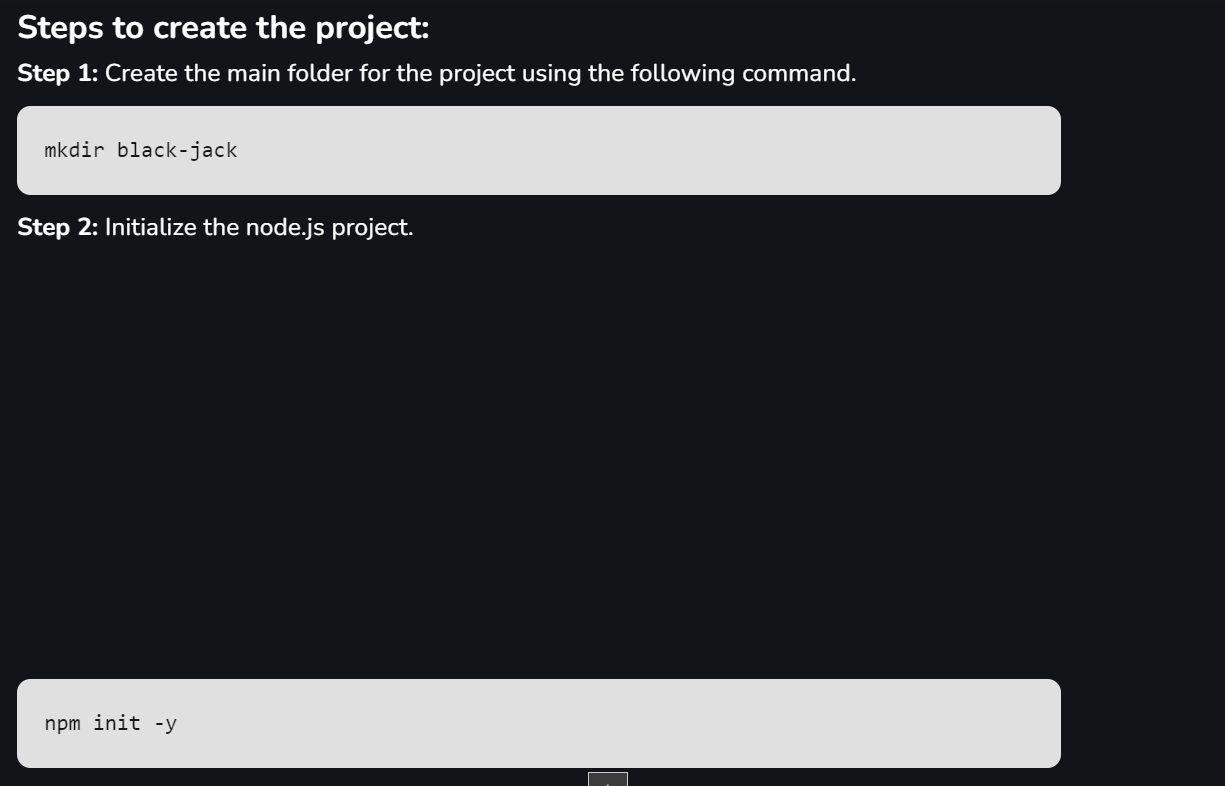 Steps to create the project:
Step 1: Create the main folder for the project using the following command.
mkdir black-jack
Step 2: Initialize the node.js project.
npm init -y